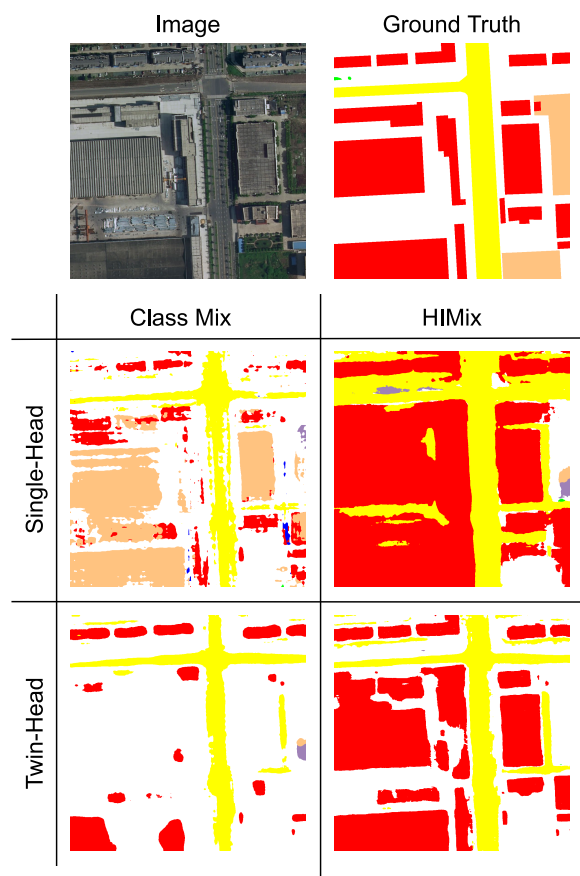 Image
Ground Truth
Class Mix
HIMix
Single-Head
Twin-Head